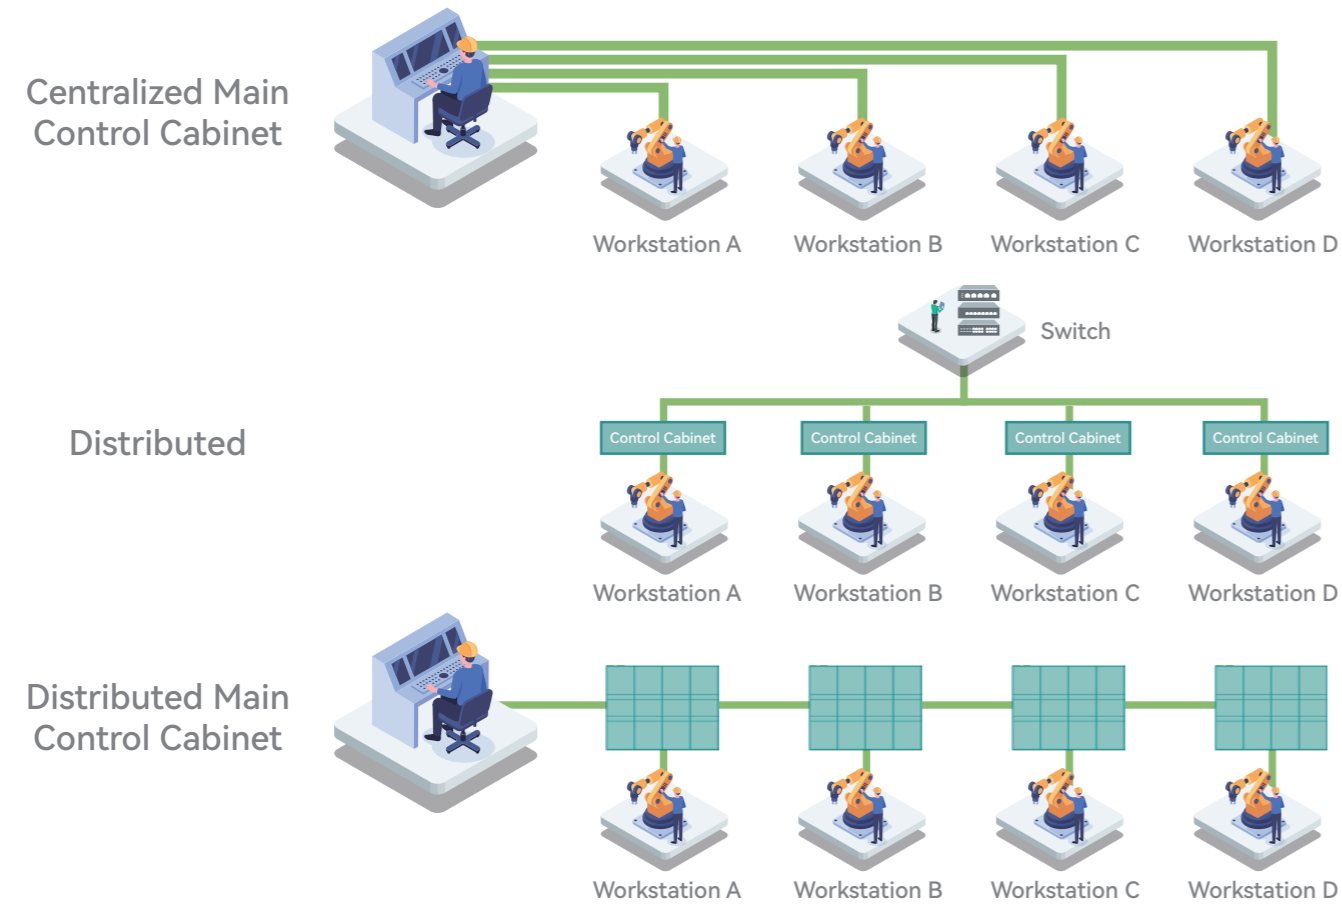 Centralized Main
Control Cabinet
Workstation A
Workstation B
Workstation C
Workstation D
Switch
Distributed
Control Cabinet
Control Cabinet
Control Cabinet
Control Cabinet
Workstation A
Workstation B
Workstation C
Workstation D
Distributed Main
Control Cabinet
Workstation A
Workstation B
Workstation C
Workstation D